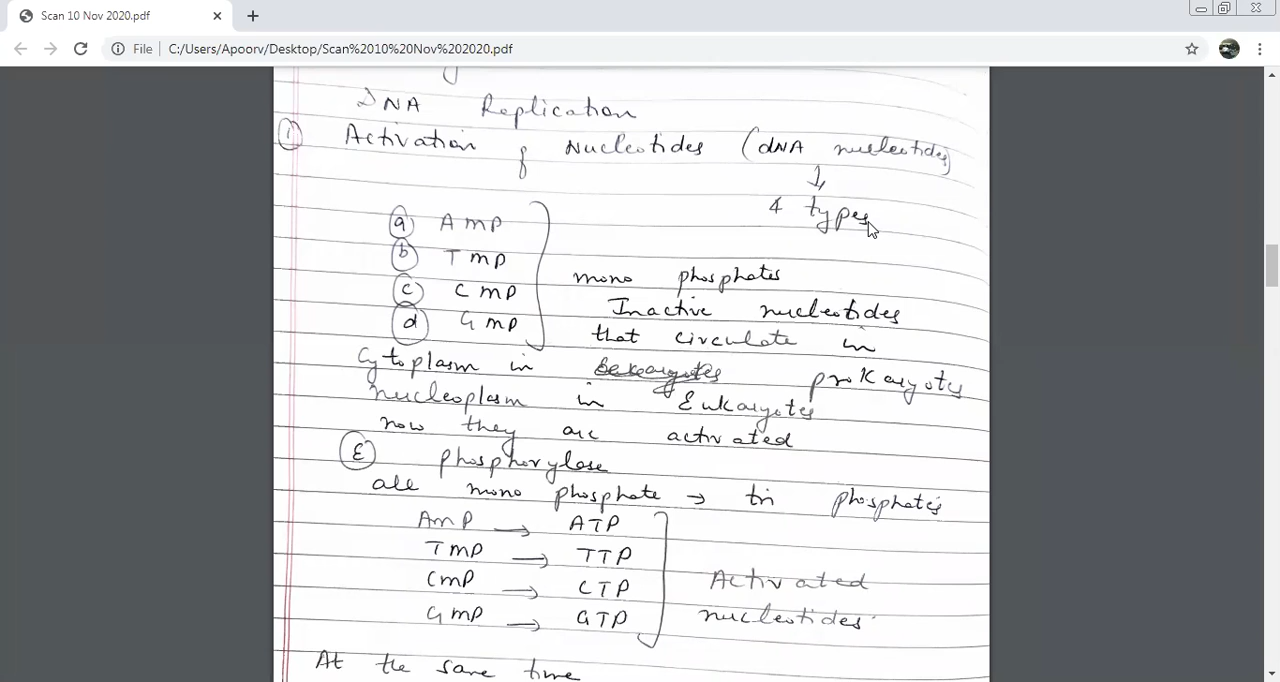 Scan 10 Nov 2020.pdf
File | C:/Users/Apoorv/Desktop/Scan%2010%20Nov%202020.pdf
DNA Replication
① Activation of Nucleotides (dNA nucleotides)
↓
4 types
ⓐ AMP
ⓑ TMP
mono phosphates
ⓒ CMP
Inactive nucleotides
ⓓ GMP
that circulate in
Cytoplasm in prokaryotes
nucleoplasm in Eukaryotes
now they are activated
Ⓔ phosphorylase
all mono phosphate → tri phosphates
AMP → ATP
TMP → TTP
CMP → CTP
Activated
GMP → GTP
nucleotides
At the same time